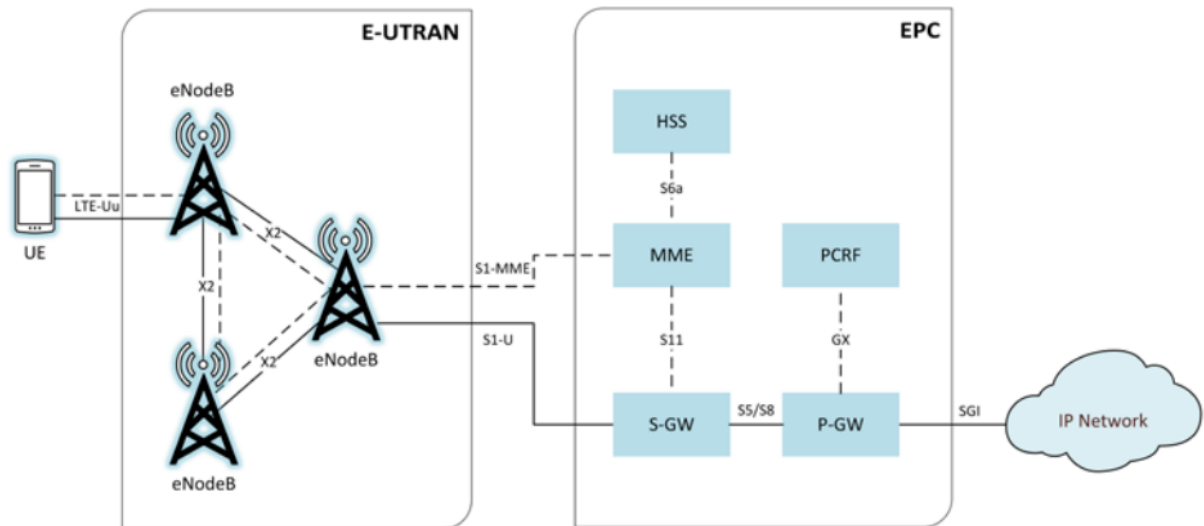 E-UTRAN
EPC
eNodeB
HSS
S6a
LTE-Uu
UE
X2
MME
PCRF
S1-MME
X2
S11
GX
S1-U
X2
eNodeB
S5/S8
S-GW
P-GW
SGI
IP Network
eNodeB